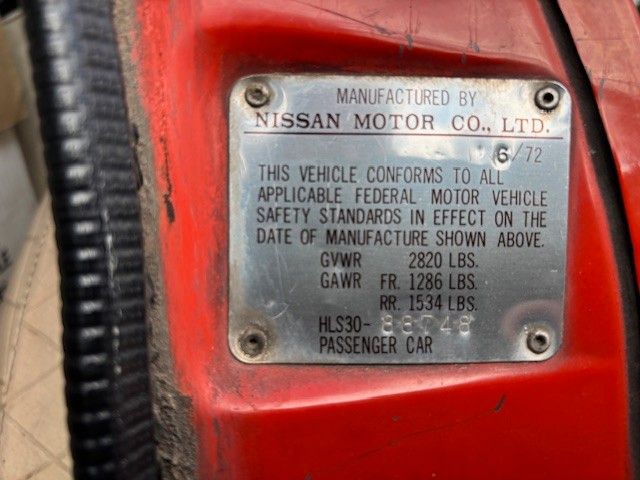 MANUFACTURED BY
NISSAN MOTOR CO., LTD.
6/72
THIS VEHICLE CONFORMS TO ALL
APPLICABLE FEDERAL MOTOR VEHICLE
SAFETY STANDARDS IN EFFECT ON THE
DATE OF MANUFACTURE SHOWN ABOVE.
GVWR 2820 LBS.
GAWR FR. 1286 LBS.
RR. 1534 LBS.
HLS30-86748
PASSENGER CAR